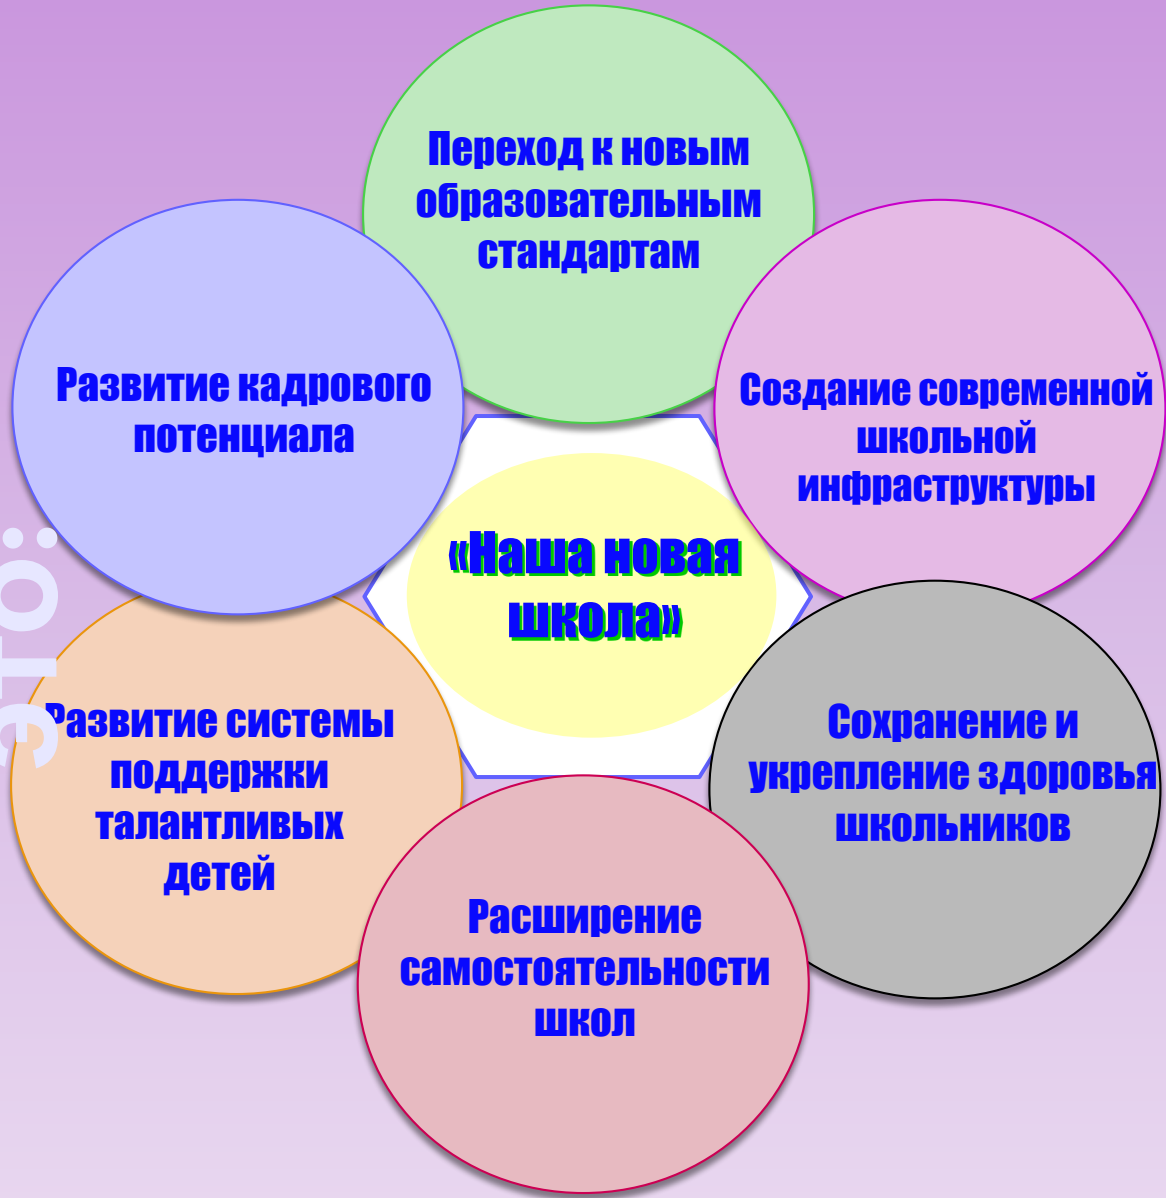 Переход к новым
образовательным
стандартам
Развитие кадрового
потенциала
Создание современной
школьной
инфраструктуры
«Наша новая
школа»
это:
Развитие системы
поддержки
талантливых
детей
Сохранение и
укрепление здоровья
школьников
Расширение
самостоятельности
школ